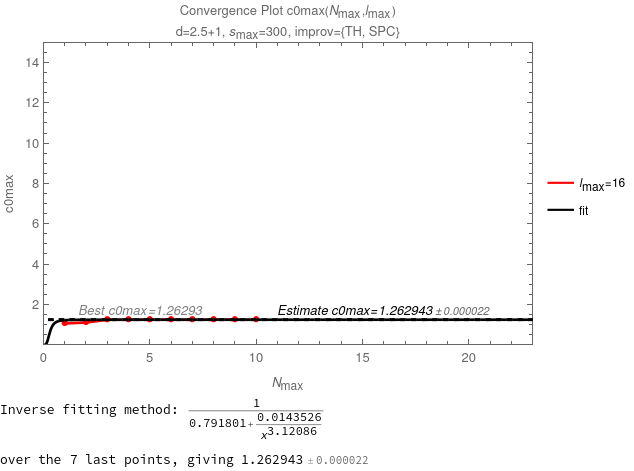 Convergence Plot c0max(Nmax,lmax)
d=2.5+1, smax=300, improv={TH, SPC}
14
12
10
8
6
4
2
c0max
Best c0max=1.26293
Estimate c0max=1.262943 ±0.000022
0 5 10 15 20
Nmax
lmax=16
fit
Inverse fitting method: 1 / (0.791801 + 0.0143526 / x^3.12086)
over the 7 last points, giving 1.262943 ±0.000022